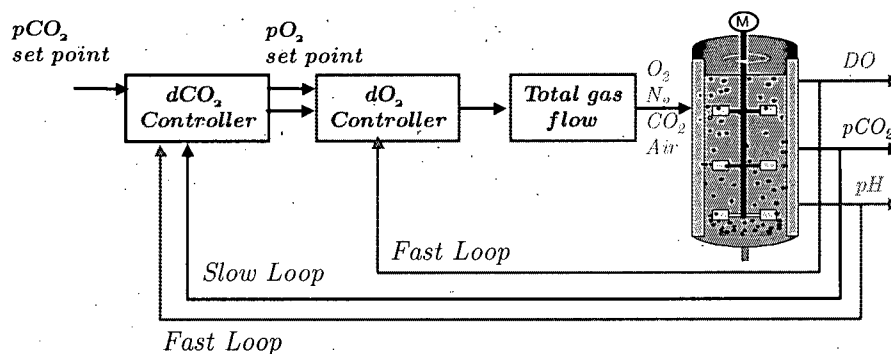 pCO₂
set point
pO₂
set point
dCO₂
Controller
dO₂
Controller
Total gas
flow
O₂
N₂
CO₂
Air
M
DO
pCO₂
pH
Fast Loop
Slow Loop
Fast Loop